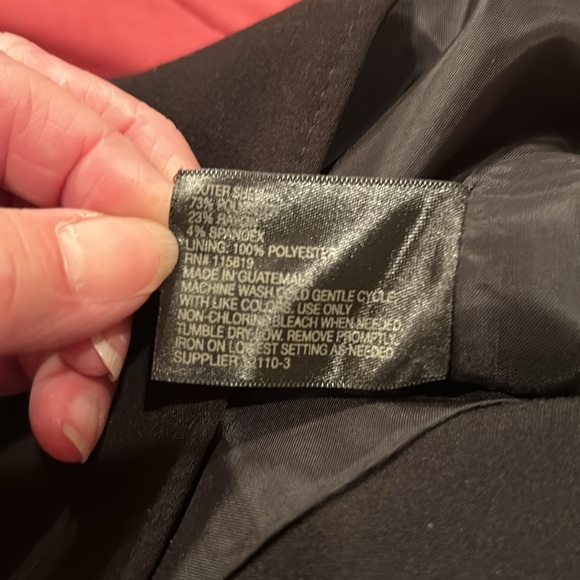 OUTER
73%
23%
4% SPANDEX
LINING: 100% POLYESTER
RN# 115819
MADE IN GUATEMALA
MACHINE WASH COLD GENTLE CYCLE
WITH LIKE COLORS. USE ONLY
NON-CHLORINE BLEACH WHEN NEEDED.
TUMBLE DRY LOW. REMOVE PROMPTLY.
IRON ON LOWEST SETTING AS NEEDED.
SUPPLIER